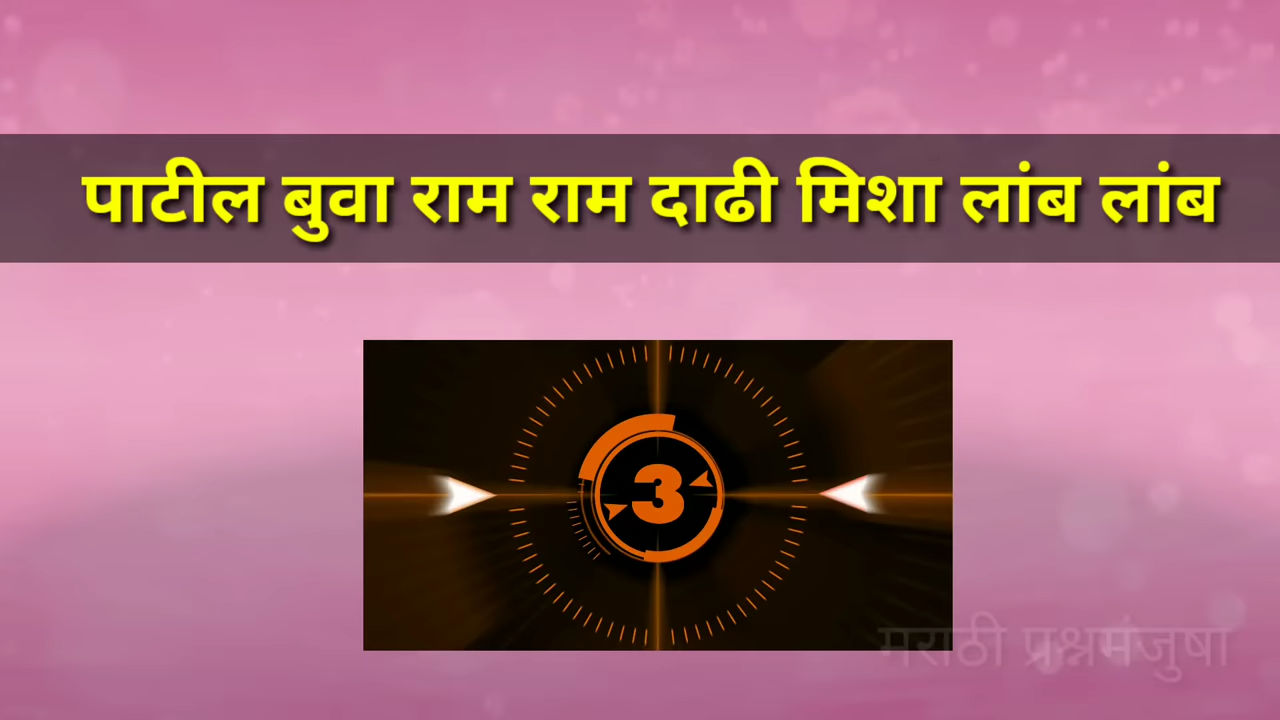 पाटील बुवा राम राम दाढी मिशा लांब लांब
3
मराठी प्रश्नमंजुषा